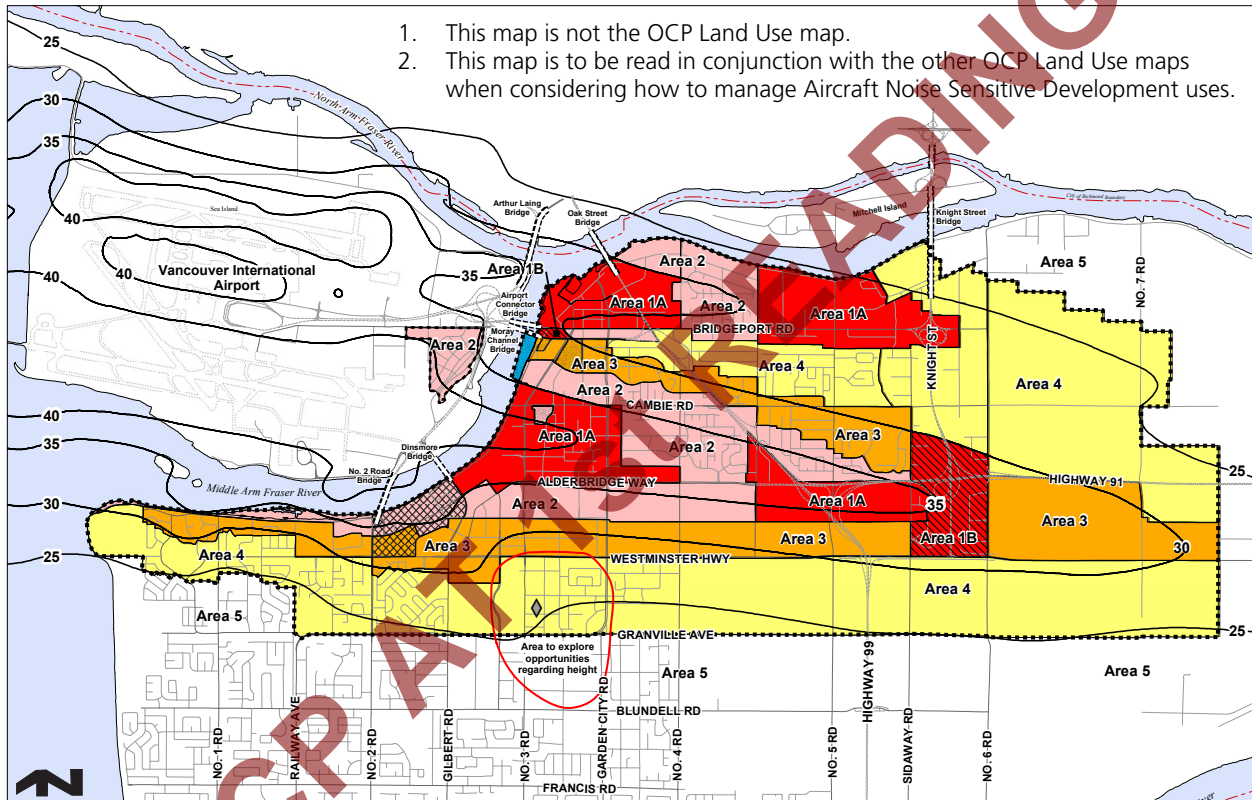 1. This map is not the OCP Land Use map.
2. This map is to be read in conjunction with the other OCP Land Use maps
when considering how to manage Aircraft Noise Sensitive Development uses.
25
30
35
40
40
40
35
North Arm Fraser River
Sea Island
Vancouver International
Airport
Arthur Laing
Bridge
Oak Street
Bridge
Mitchell Island
Knight Street
Bridge
City of Richmond Boundary
Area 1B
Airport
Connector
Bridge
Moray
Channel
Bridge
Area 2
Area 2
Area 1A
Area 2
Area 1A
BRIDGEPORT RD
Area 5
NO. 7 RD
KNIGHT ST
Area 3
Area 4
Area 4
Area 2
CAMBIE RD
Area 1A
Area 2
Area 3
40
35
30
25
Dinsmore
Bridge
No. 2 Road
Bridge
Middle Arm Fraser River
ALDERBRIDGE WAY
HIGHWAY 91
25
Area 2
Area 1A
35
Area 1B
Area 3
30
Area 4
Area 3
WESTMINSTER HWY
Area 3
Area 4
Area 5
GRANVILLE AVE
25
Area to explore
opportunities
regarding height
Area 5
Area 5
BLUNDELL RD
FRANCIS RD
NO. 1 RD
RAILWAY AVE
NO. 2 RD
GILBERT RD
NO. 3 RD
GARDEN CITY RD
NO. 4 RD
NO. 5 RD
HIGHWAY 99
SIDAWAY RD
NO. 6 RD
N
CP AT 1ST READING